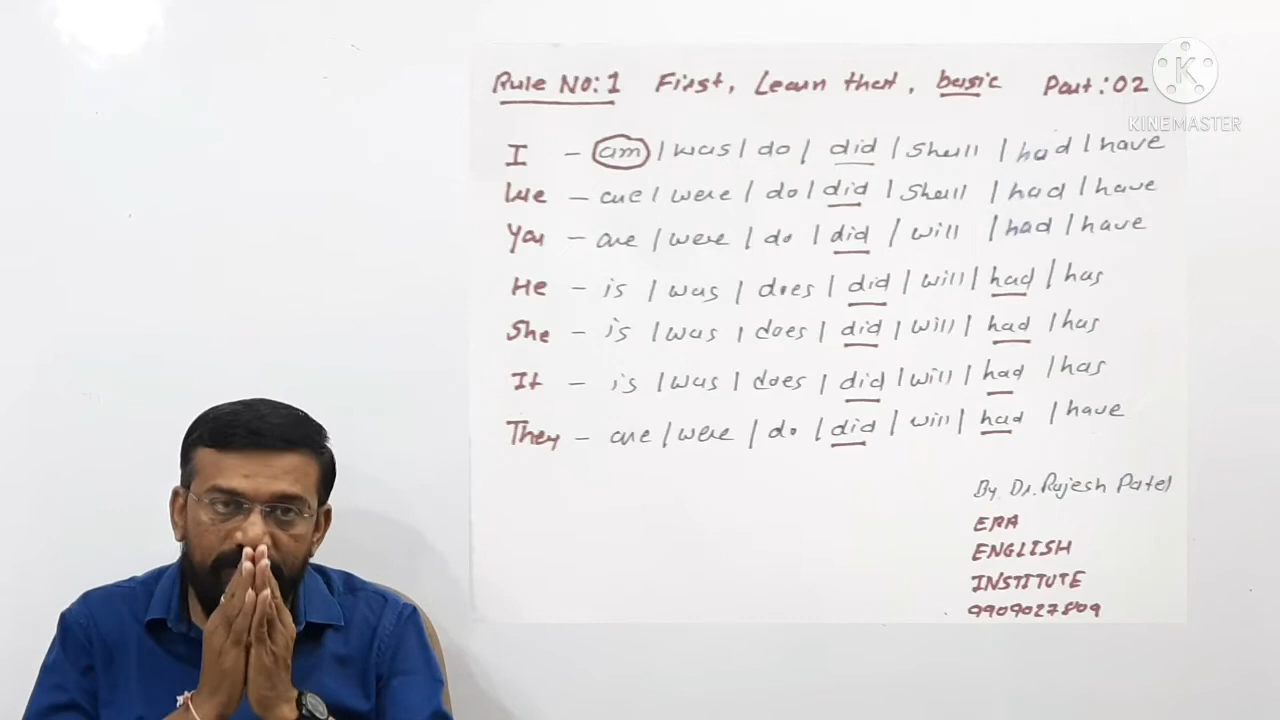 Rule No:1 First, Learn that, basic Part:02
K
KINEMASTER
I - am / was / do / did / shall / had / have
We - are / were / do / did / shall / had / have
You - are / were / do / did / will / had / have
He - is / was / does / did / will / had / has
She - is / was / does / did / will / had / has
It - is / was / does / did / will / had / has
They - are / were / do / did / will / had / have
By Dr. Rajesh Patel
ERA
ENGLISH
INSTITUTE
9909027809